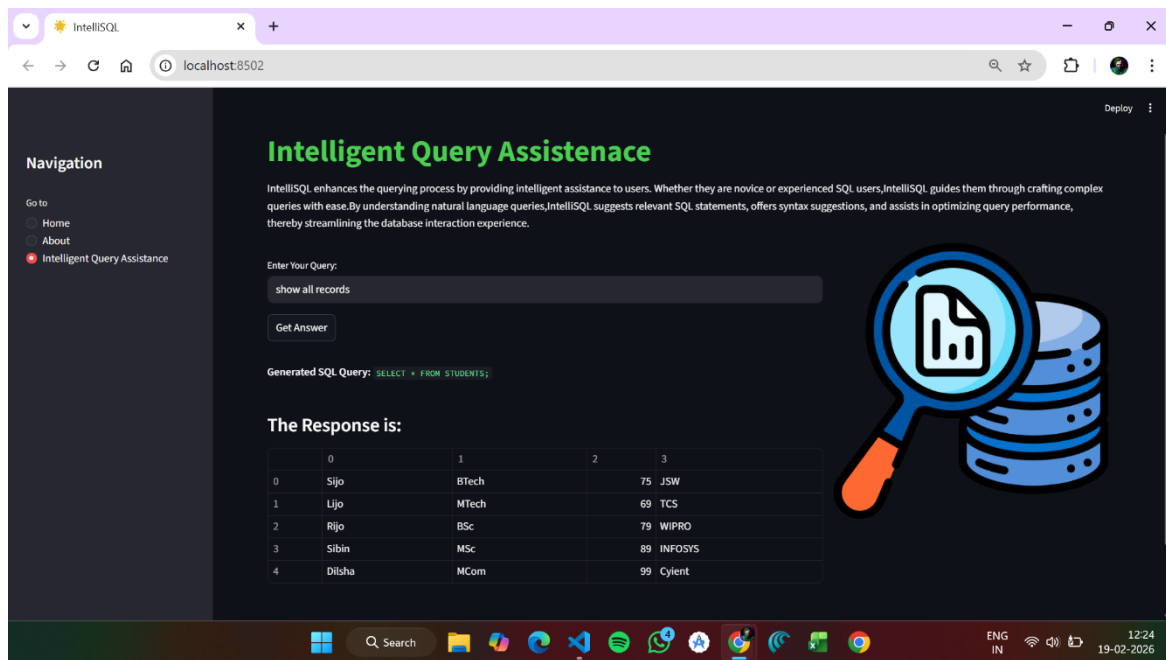 IntelliSQL
localhost:8502
Deploy
Navigation
Go to
Home
About
Intelligent Query Assistance
Intelligent Query Assistenace
IntelliSQL enhances the querying process by providing intelligent assistance to users. Whether they are novice or experienced SQL users,IntelliSQL guides them through crafting complex
queries with ease.By understanding natural language queries,IntelliSQL suggests relevant SQL statements, offers syntax suggestions, and assists in optimizing query performance,
thereby streamlining the database interaction experience.
Enter Your Query:
show all records
Get Answer
Generated SQL Query: SELECT * FROM STUDENTS;
The Response is:
0 1 2 3
0 Sijo BTech 75 JSW
1 Lijo MTech 69 TCS
2 Rijo BSc 79 WIPRO
3 Sibin MSc 89 INFOSYS
4 Dilsha MCom 99 Cyient
Search
4
ENG
IN
12:24
19-02-2026